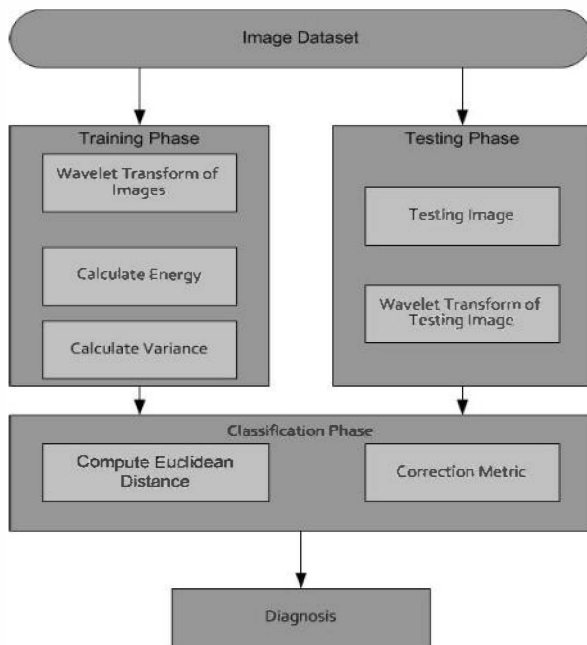 Image Dataset
Training Phase
Wavelet Transform of
Images
Calculate Energy
Calculate Variance
Testing Phase
Testing Image
Wavelet Transform of
Testing Image
Classification Phase
Compute Euclidean
Distance
Correction Metric
Diagnosis